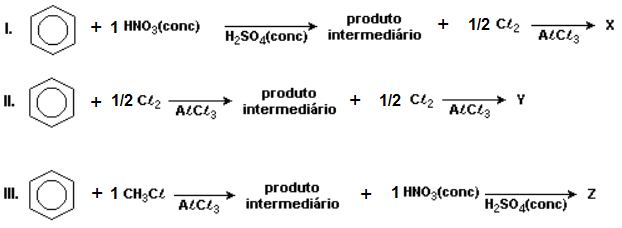 I. + 1 HNO₃(conc) H₂SO₄(conc) produto intermediário + 1/2 Cℓ₂ AℓCℓ₃ X
II. + 1/2 Cℓ₂ AℓCℓ₃ produto intermediário + 1/2 Cℓ₂ AℓCℓ₃ Y
III. + 1 CH₃Cℓ AℓCℓ₃ produto intermediário + 1 HNO₃(conc) H₂SO₄(conc) Z